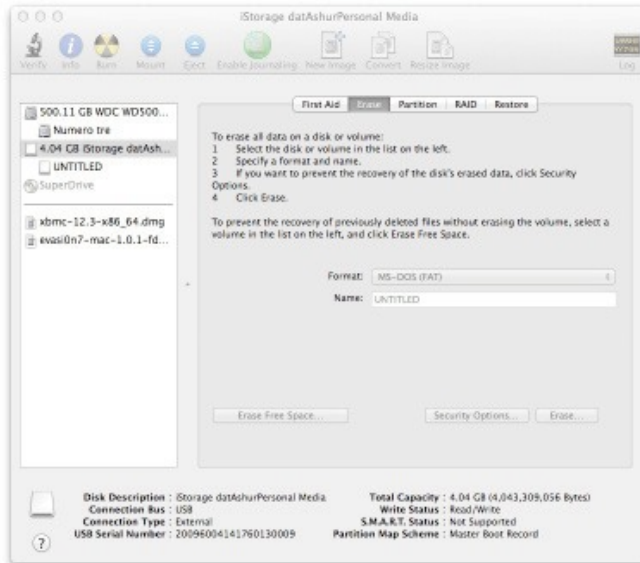 iStorage datAshurPersonal Media
Verify Info Burn Mount Eject Enable Journaling New Image Convert Resize Image Log
500.11 GB WDC WD500...
Numero tre
4.04 GB iStorage datAsh...
UNTITLED
SuperDrive
xbmc-12.3-x86_64.dmg
evasi0n7-mac-1.0.1-fd...
First Aid Erase Partition RAID Restore
To erase all data on a disk or volume:
1 Select the disk or volume in the list on the left.
2 Specify a format and name.
3 If you want to prevent the recovery of the disk's erased data, click Security
Options.
4 Click Erase.
To prevent the recovery of previously deleted files without erasing the volume, select a
volume in the list on the left, and click Erase Free Space.
Format: MS-DOS (FAT)
Name: UNTITLED
Erase Free Space... Security Options... Erase...
Disk Description : iStorage datAshurPersonal Media
Connection Bus : USB
Connection Type : External
USB Serial Number : 20096004141760130009
Total Capacity : 4.04 GB (4,043,309,056 Bytes)
Write Status : Read/Write
S.M.A.R.T. Status : Not Supported
Partition Map Scheme : Master Boot Record
?